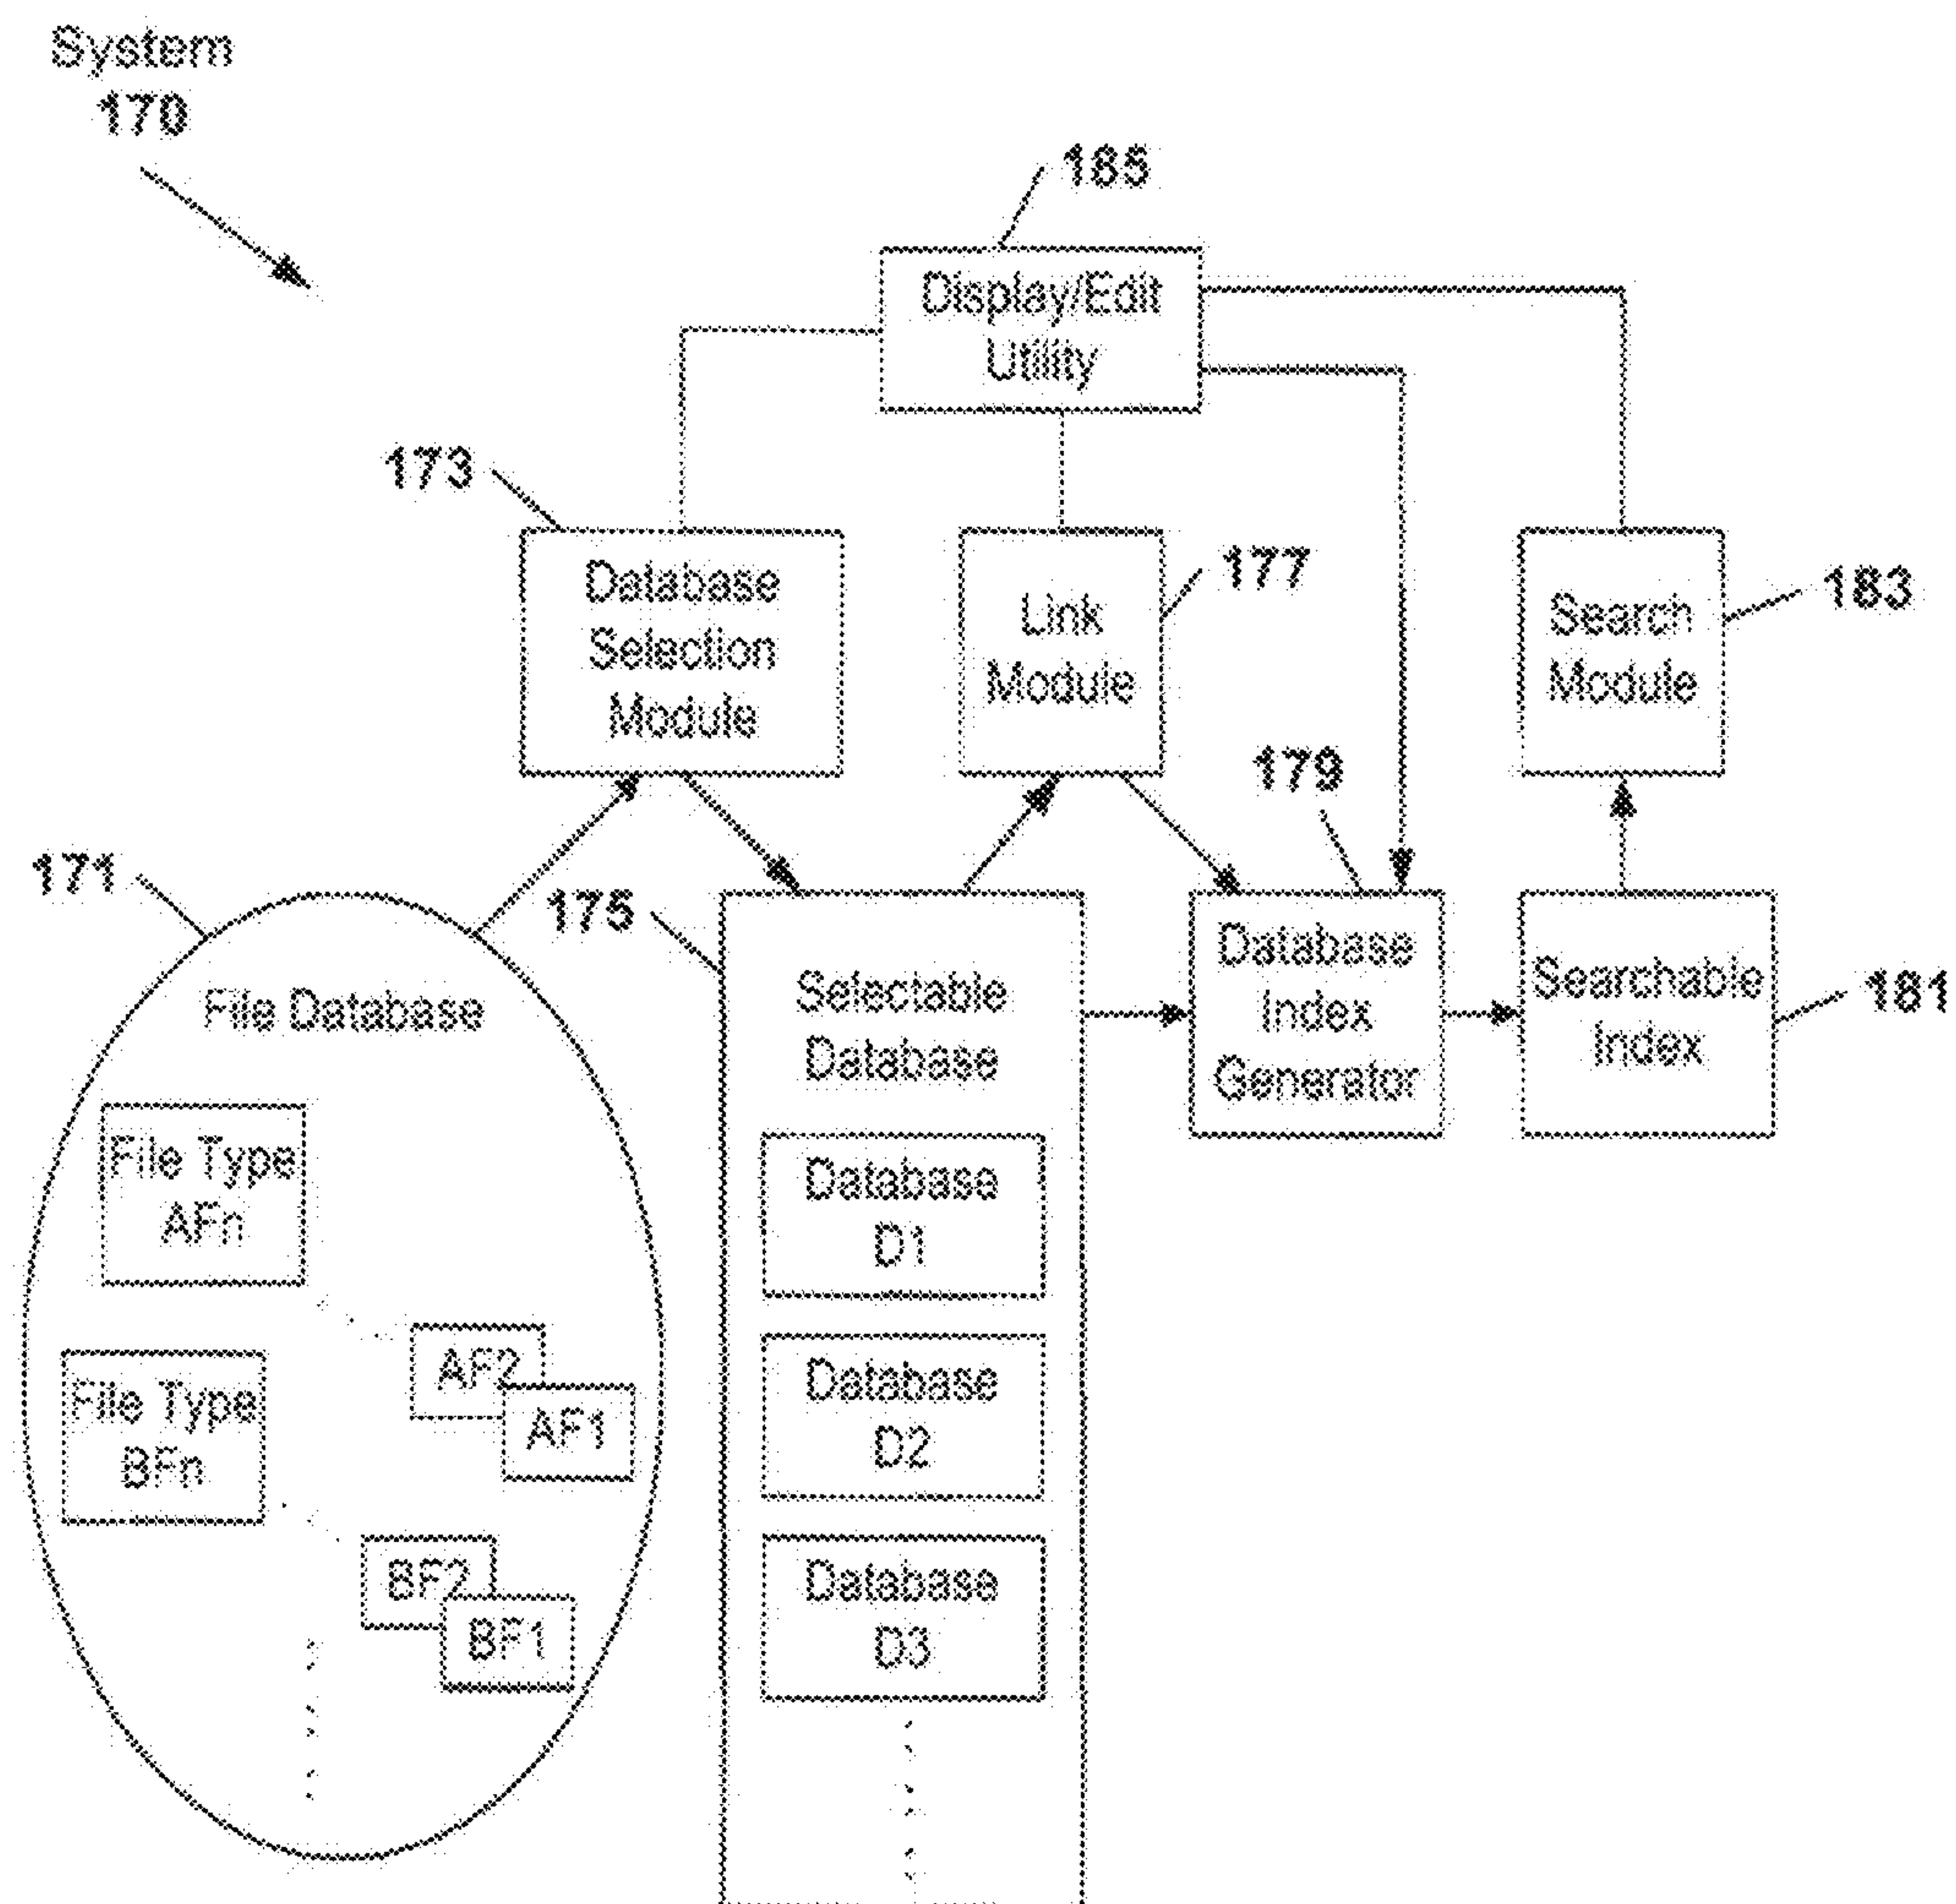 System
170
185
Display/Edit
Utility
173
Database
Selection
Module
Link
Module
177
Search
Module
183
179
171
175
File Database
Selectable
Database
Database
Index
Generator
Searchable
Index
181
File Type
AFn
Database
D1
AF2
AF1
File Type
BFn
Database
D2
BF2
BF1
Database
D3